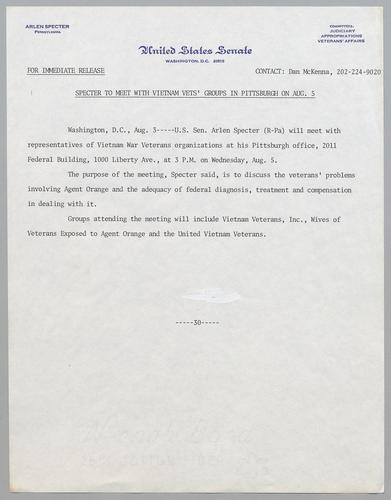 ARLEN SPECTER
PENNSYLVANIA
COMMITTEES:
JUDICIARY
APPROPRIATIONS
VETERANS' AFFAIRS
United States Senate
WASHINGTON, D.C. 20510
FOR IMMEDIATE RELEASE
CONTACT: Dan McKenna, 202-224-9020
SPECTER TO MEET WITH VIETNAM VETS' GROUPS IN PITTSBURGH ON AUG. 5
Washington, D.C., Aug. 3-----U.S. Sen. Arlen Specter (R-Pa) will meet with
representatives of Vietnam War Veterans organizations at his Pittsburgh office, 2011
Federal Building, 1000 Liberty Ave., at 3 P.M. on Wednesday, Aug. 5.
The purpose of the meeting, Specter said, is to discuss the veterans' problems
involving Agent Orange and the adequacy of federal diagnosis, treatment and compensation
in dealing with it.
Groups attending the meeting will include Vietnam Veterans, Inc., Wives of
Veterans Exposed to Agent Orange and the United Vietnam Veterans.
-----30-----